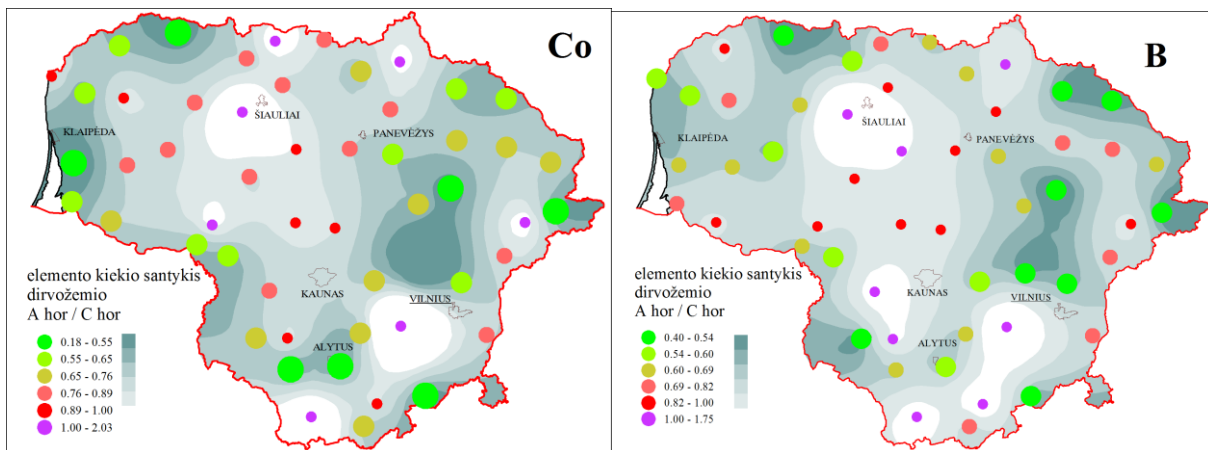 Co
ŠIAULIAI
KLAIPĖDA
PANEVĖŽYS
KAUNAS
VILNIUS
ALYTUS
elemento kiekio santykis
dirvožemio
A hor / C hor
0.18 - 0.55
0.55 - 0.65
0.65 - 0.76
0.76 - 0.89
0.89 - 1.00
1.00 - 2.03
B
ŠIAULIAI
KLAIPĖDA
PANEVĖŽYS
KAUNAS
VILNIUS
ALYTUS
elemento kiekio santykis
dirvožemio
A hor / C hor
0.40 - 0.54
0.54 - 0.60
0.60 - 0.69
0.69 - 0.82
0.82 - 1.00
1.00 - 1.75